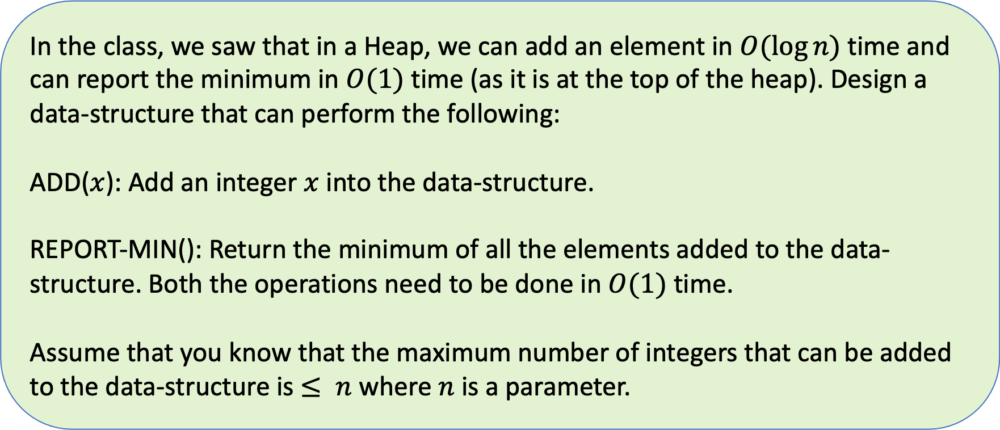 In the class, we saw that in a Heap, we can add an element in O(log n) time and
can report the minimum in O(1) time (as it is at the top of the heap). Design a
data-structure that can perform the following:
ADD(x): Add an integer x into the data-structure.
REPORT-MIN(): Return the minimum of all the elements added to the data-
structure. Both the operations need to be done in O(1) time.
Assume that you know that the maximum number of integers that can be added
to the data-structure is ≤ n where n is a parameter.